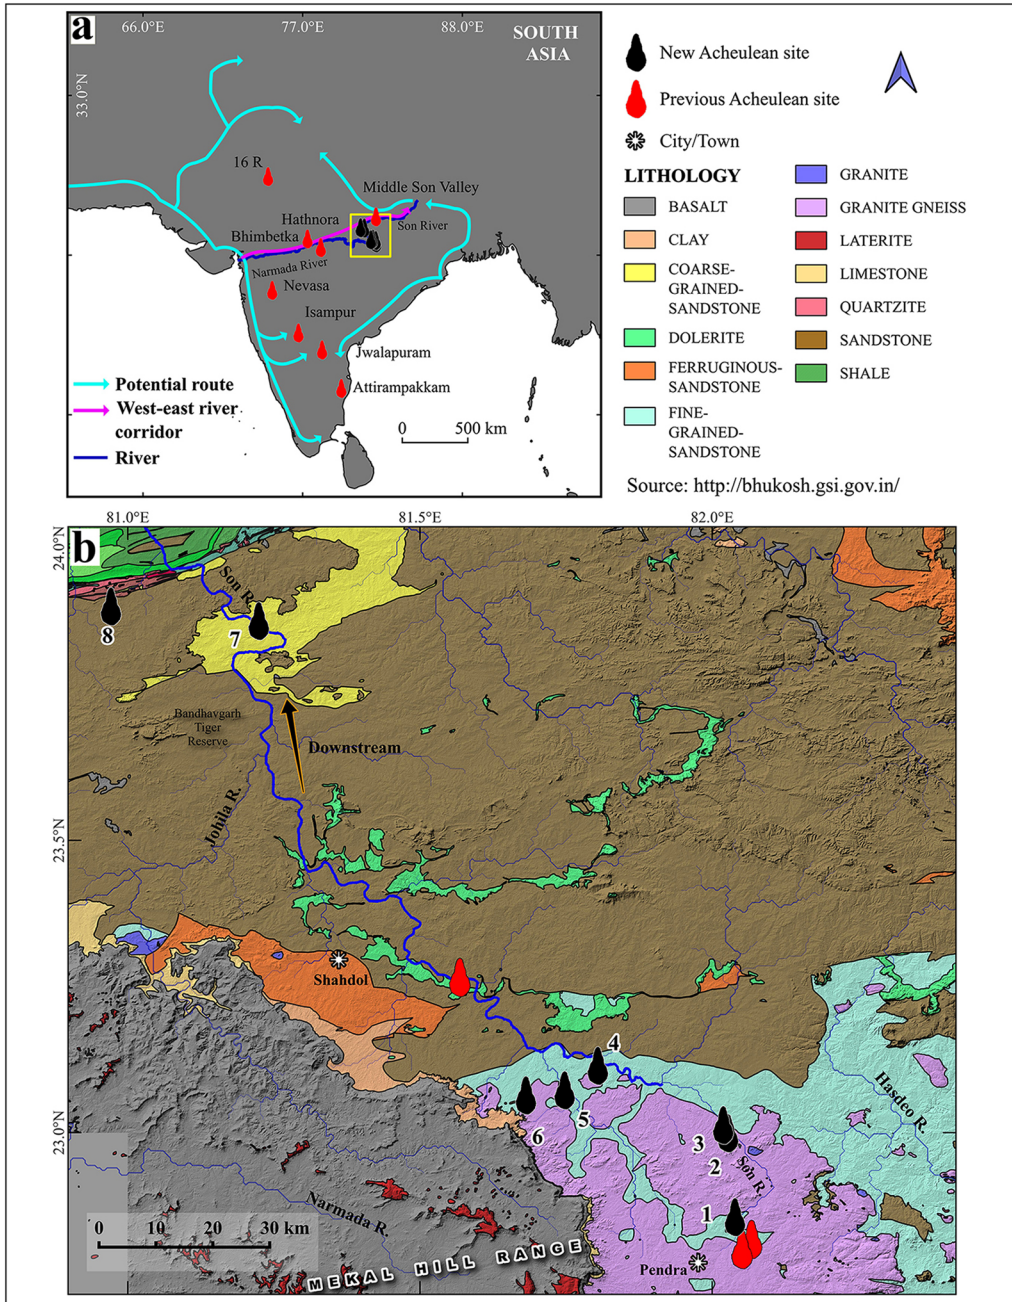 66.0°E
77.0°E
88.0°E
a
SOUTH
ASIA
33.0°N
16 R
Middle Son Valley
Hathnora
Son River
Bhimbetka
Narmada River
Nevasa
Isampur
Jwalapuram
Attirampakkam
Potential route
West-east river
corridor
River
0 500 km
New Acheulean site
Previous Acheulean site
City/Town
LITHOLOGY
BASALT
CLAY
COARSE-
GRAINED-
SANDSTONE
DOLERITE
FERRUGINOUS-
SANDSTONE
FINE-
GRAINED-
SANDSTONE
GRANITE
GRANITE GNEISS
LATERITE
LIMESTONE
QUARTZITE
SANDSTONE
SHALE
Source: http://bhukosh.gsi.gov.in/
81.0°E
81.5°E
82.0°E
24.0°N
b
Son R.
8
7
Bandhavgarh
Tiger
Reserve
Downstream
Johila R.
23.5°N
Shahdol
4
Hasdeo R.
5
23.0°N
6
3
2
Son R.
1
Narmada R.
0 10 20 30 km
MEKAL HILL RANGE
Pendra